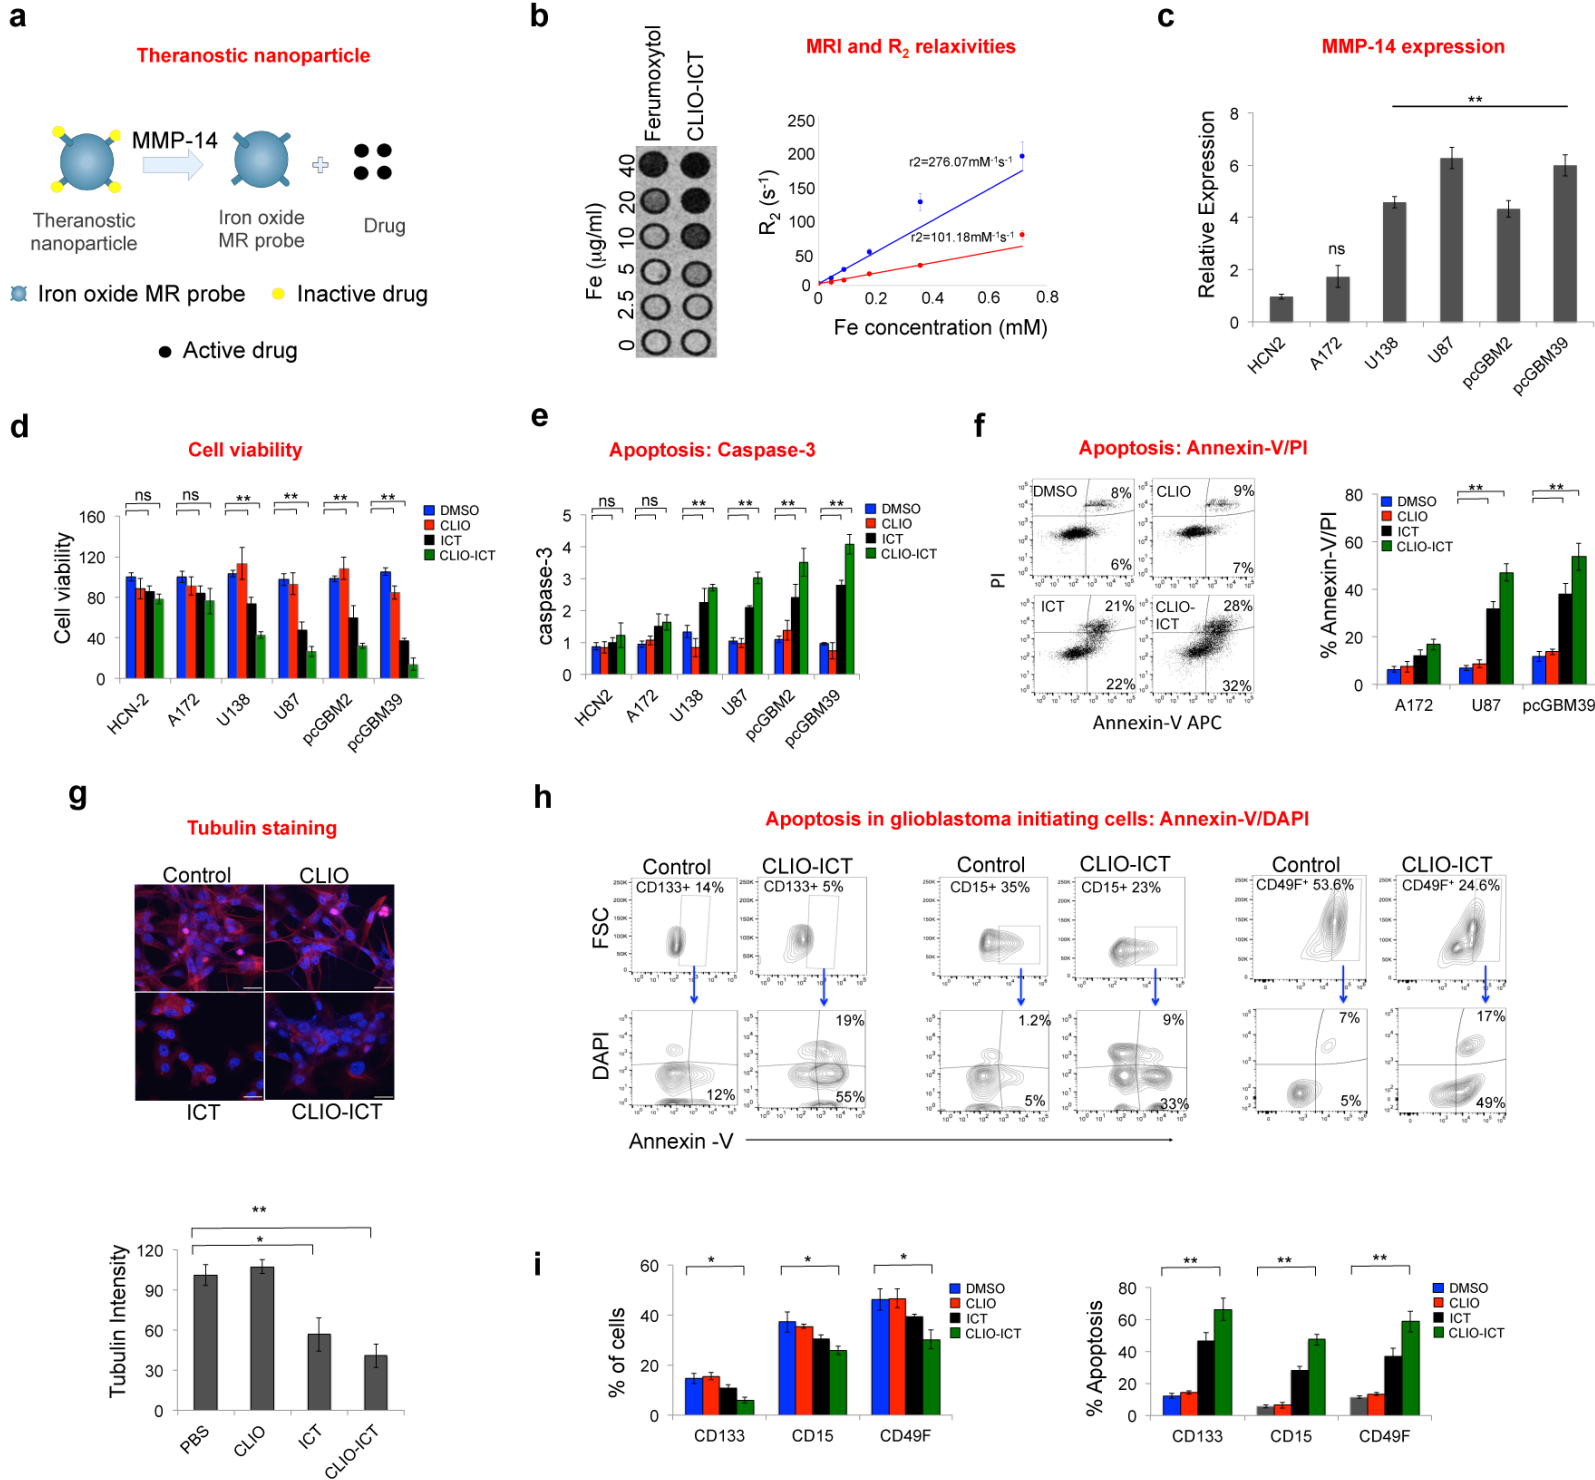 a
Theranostic nanoparticle
MMP-14
Theranostic
nanoparticle
Iron oxide
MR probe
Drug
Iron oxide MR probe
Inactive drug
Active drug
b
MRI and R2 relaxivities
Ferumoxytol
CLIO-ICT
Fe (µg/ml)
40
20
10
5
2.5
0
R2 (s-1)
250
200
150
100
50
0
r2=276.07mM-1s-1
r2=101.18mM-1s-1
0 0.2 0.4 0.6 0.8
Fe concentration (mM)
c
MMP-14 expression
**
ns
Relative Expression
8
6
4
2
0
HCN2 A172 U138 U87 pcGBM2 pcGBM39
d
Cell viability
ns ns ** ** ** **
DMSO
CLIO
ICT
CLIO-ICT
Cell viability
160
120
80
40
0
HCN-2 A172 U138 U87 pcGBM2 pcGBM39
e
Apoptosis: Caspase-3
ns ns ** ** ** **
DMSO
CLIO
ICT
CLIO-ICT
caspase-3
5
4
3
2
1
0
HCN2 A172 U138 U87 pcGBM2 pcGBM39
f
Apoptosis: Annexin-V/PI
DMSO 8%
6%
CLIO 9%
7%
ICT 21%
22%
CLIO-
ICT
28%
32%
PI
Annexin-V APC
% Annexin-V/PI
80
60
40
20
0
DMSO
CLIO
ICT
CLIO-ICT
** **
A172 U87 pcGBM39
g
Tubulin staining
Control CLIO
ICT CLIO-ICT
**
*
Tubulin Intensity
120
90
60
30
0
PBS CLIO ICT CLIO-ICT
h
Apoptosis in glioblastoma initiating cells: Annexin-V/DAPI
Control CLIO-ICT Control CLIO-ICT Control CLIO-ICT
CD133+ 14% CD133+ 5% CD15+ 35% CD15+ 23% CD49F+ 53.6% CD49F+ 24.6%
FSC
DAPI
19% 1.2% 9% 7% 17%
12% 55% 5% 33% 5% 49%
Annexin -V
i
* * *
% of cells
60
40
20
0
DMSO
CLIO
ICT
CLIO-ICT
CD133 CD15 CD49F
** ** **
% Apoptosis
80
60
40
20
0
DMSO
CLIO
ICT
CLIO-ICT
CD133 CD15 CD49F